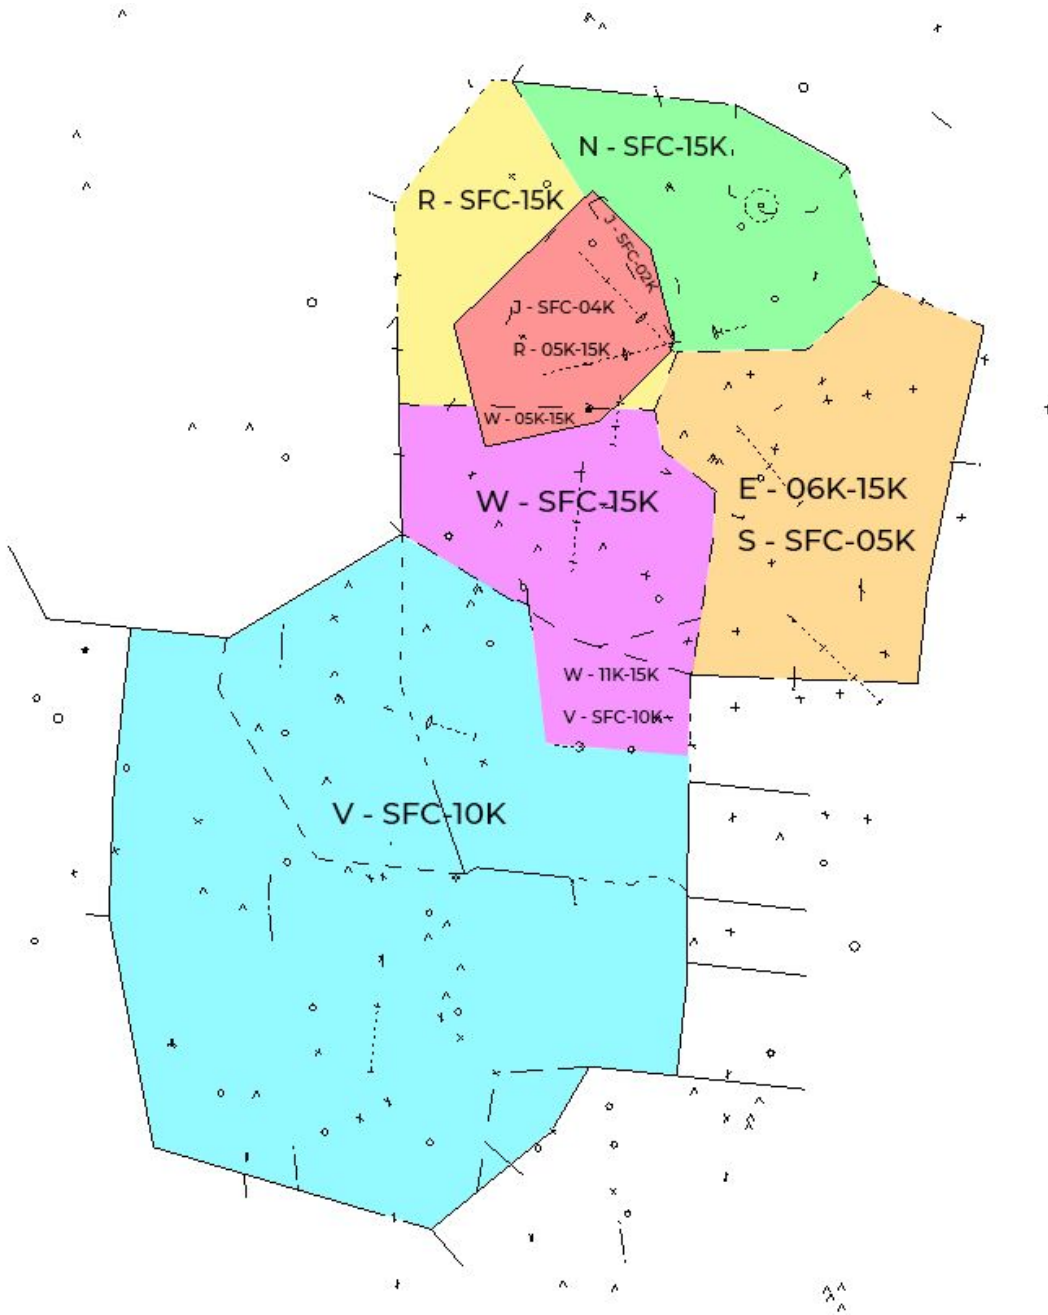 N - SFC-15K
R - SFC-15K
J - SFC-02K
J - SFC-04K
R - 05K-15K
W - 05K-15K
W - SFC-15K
E - 06K-15K
S - SFC-05K
W - 11K-15K
V - SFC-10K
V - SFC-10K